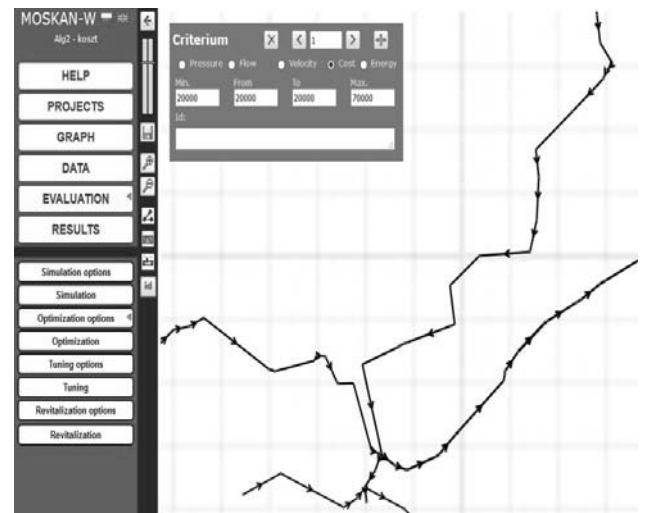 MOSKAN-W
Alg2 - koszt
HELP
PROJECTS
GRAPH
DATA
EVALUATION
RESULTS
Simulation options
Simulation
Optimization options
Optimization
Tuning options
Tuning
Revitalization options
Revitalization
Id
Criterium X < 1 >
Pressure Flow Velocity Cost Energy
Min. From To Max.
20000 20000 20000 70000
Id: